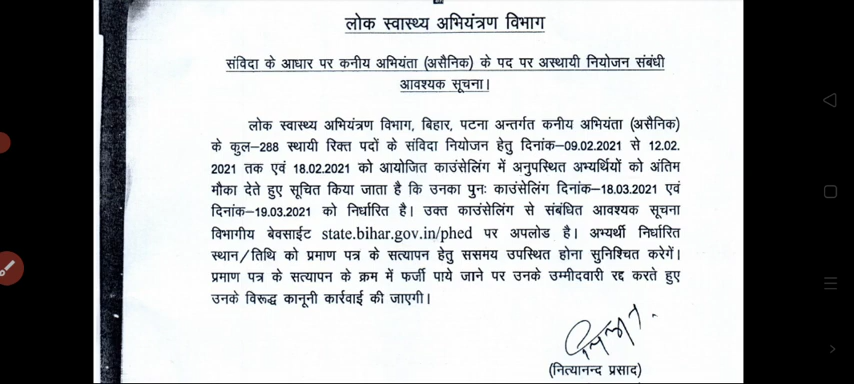 लोक स्वास्थ्य अभियंत्रण विभाग
संविदा के आधार पर कनीय अभियंता (असैनिक) के पद पर अस्थायी नियोजन संबंधी
आवश्यक सूचना।
लोक स्वास्थ्य अभियंत्रण विभाग, बिहार, पटना अन्तर्गत कनीय अभियंता (असैनिक)
के कुल–288 स्थायी रिक्त पदों के संविदा नियोजन हेतु दिनांक–09.02.2021 से 12.02.
2021 तक एवं 18.02.2021 को आयोजित काउंसेलिंग में अनुपस्थित अभ्यर्थियों को अंतिम
मौका देते हुए सूचित किया जाता है कि उनका पुनः काउंसेलिंग दिनांक–18.03.2021 एवं
दिनांक–19.03.2021 को निर्धारित है। उक्त काउंसेलिंग से संबंधित आवश्यक सूचना
विभागीय बेवसाईट state.bihar.gov.in/phed पर अपलोड है। अभ्यर्थी निर्धारित
स्थान/तिथि को प्रमाण पत्र के सत्यापन हेतु ससमय उपस्थित होना सुनिश्चित करेगें।
प्रमाण पत्र के सत्यापन के क्रम में फर्जी पाये जाने पर उनके उम्मीदवारी रद्द करते हुए
उनके विरूद्ध कानूनी कार्रवाई की जाएगी।
(नित्यानन्द प्रसाद)